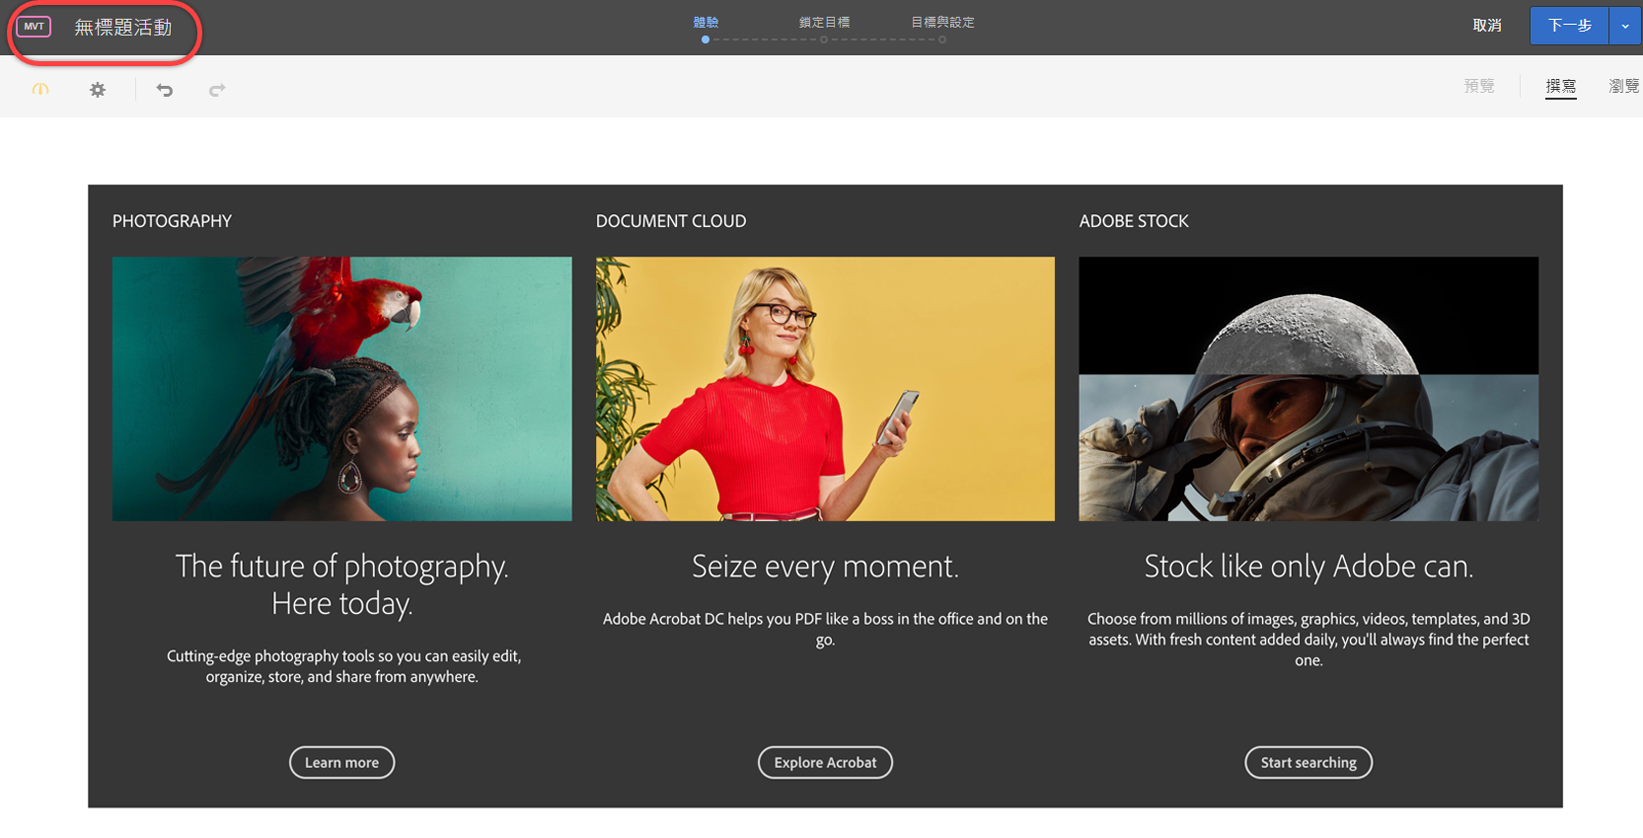 MVT 無標題活動
體驗 鎖定目標 目標與設定
取消 下一步
預覽 撰寫 瀏覽
PHOTOGRAPHY
The future of photography.
Here today.
Cutting-edge photography tools so you can easily edit,
organize, store, and share from anywhere.
Learn more
DOCUMENT CLOUD
Seize every moment.
Adobe Acrobat DC helps you PDF like a boss in the office and on the
go.
Explore Acrobat
ADOBE STOCK
Stock like only Adobe can.
Choose from millions of images, graphics, videos, templates, and 3D
assets. With fresh content added daily, you'll always find the perfect
one.
Start searching